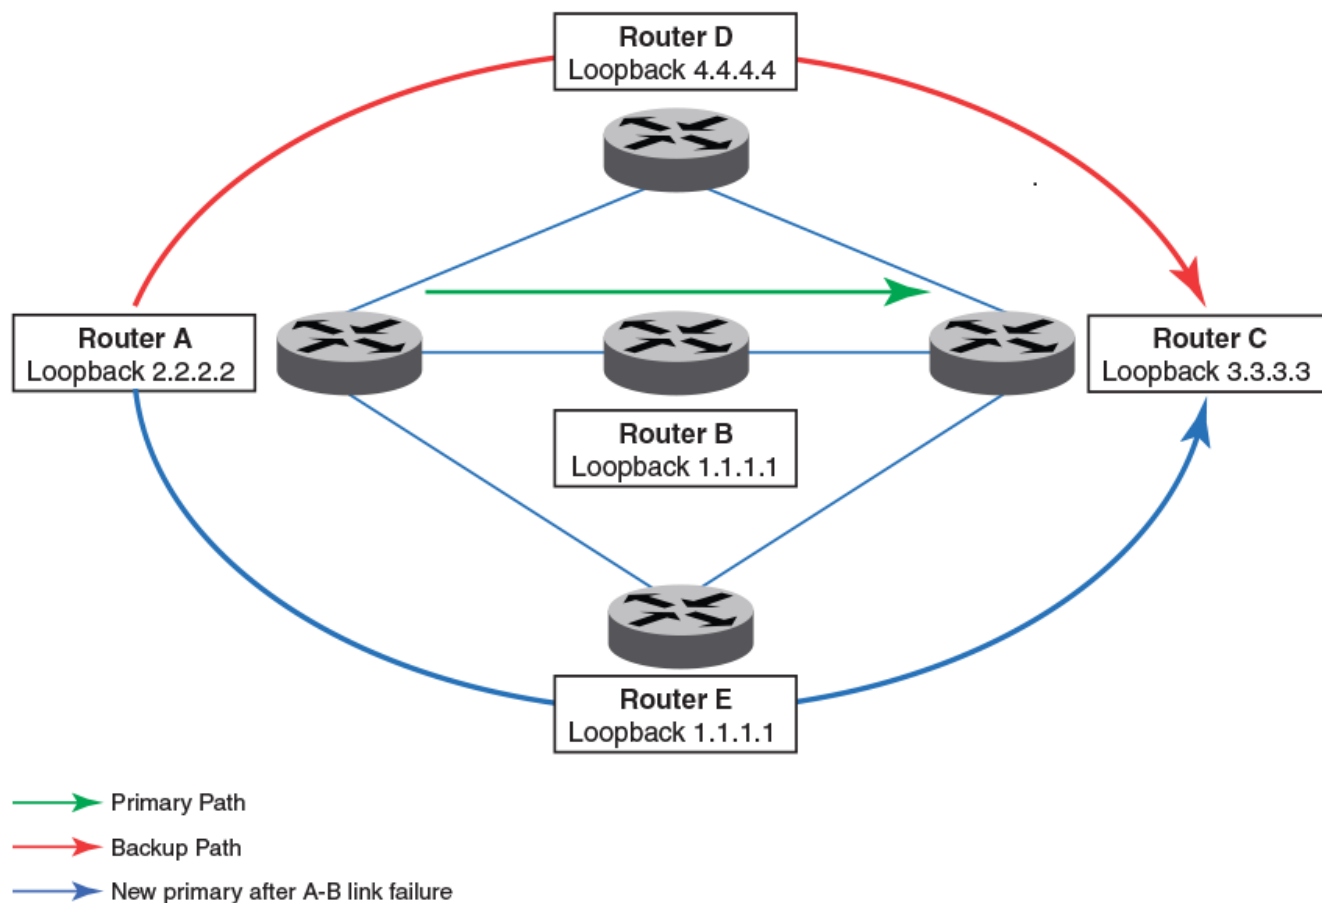 Router D
Loopback 4.4.4.4
Router A
Loopback 2.2.2.2
Router C
Loopback 3.3.3.3
Router B
Loopback 1.1.1.1
Router E
Loopback 1.1.1.1
Primary Path
Backup Path
New primary after A-B link failure